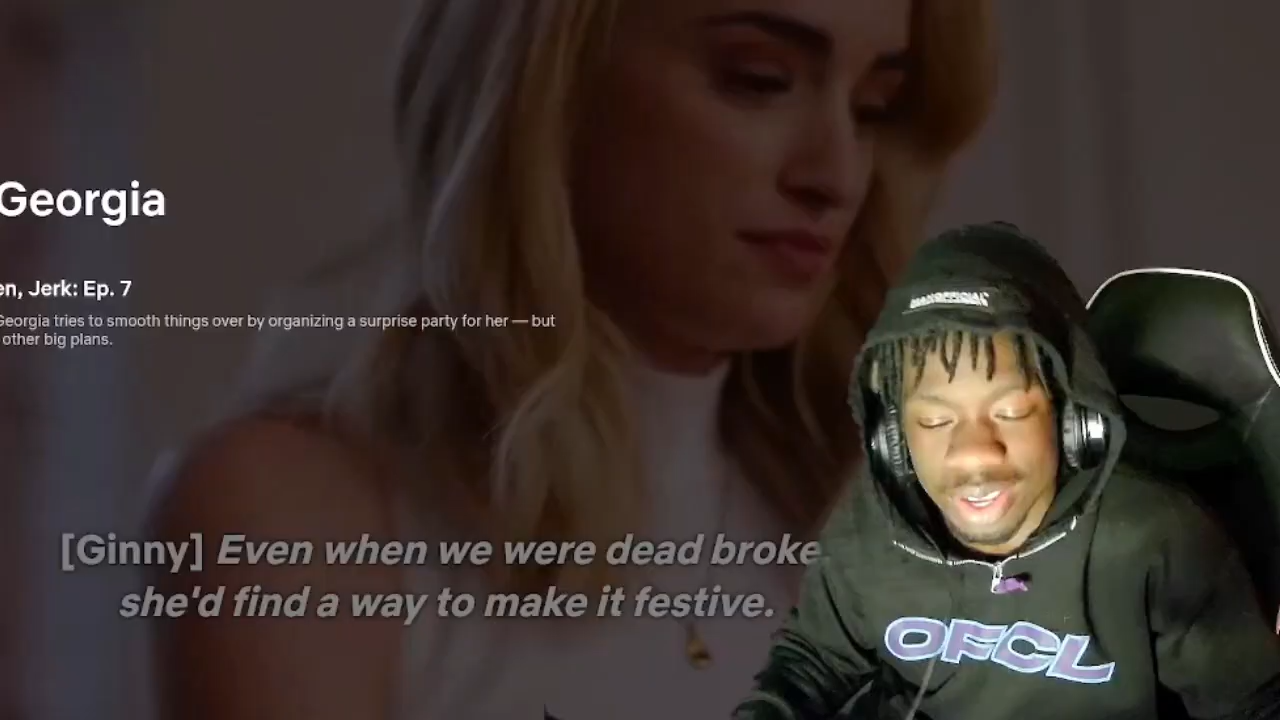 Georgia
en, Jerk: Ep. 7
Georgia tries to smooth things over by organizing a surprise party for her — but
other big plans.
[Ginny] Even when we were dead broke
she'd find a way to make it festive.
OFCL